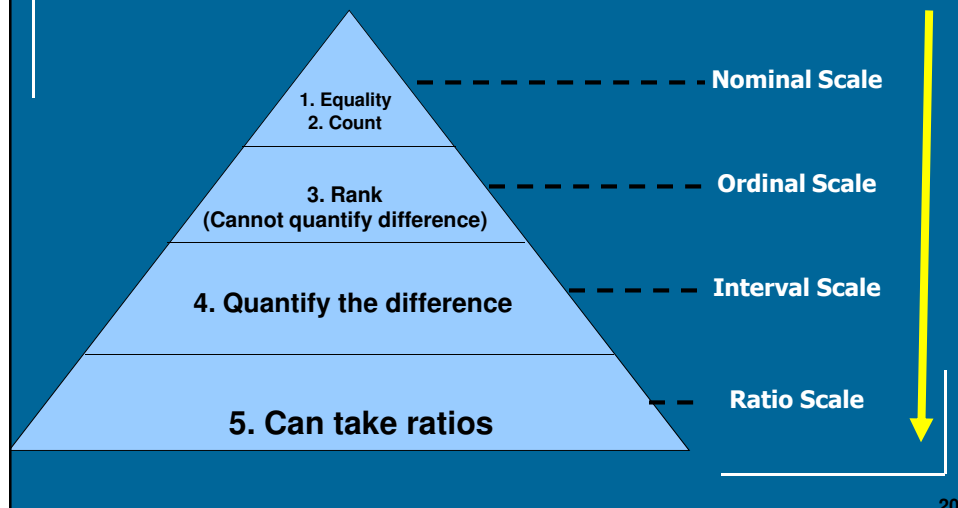 1. Equality
2. Count
Nominal Scale
3. Rank
(Cannot quantify difference)
Ordinal Scale
4. Quantify the difference
Interval Scale
5. Can take ratios
Ratio Scale
20